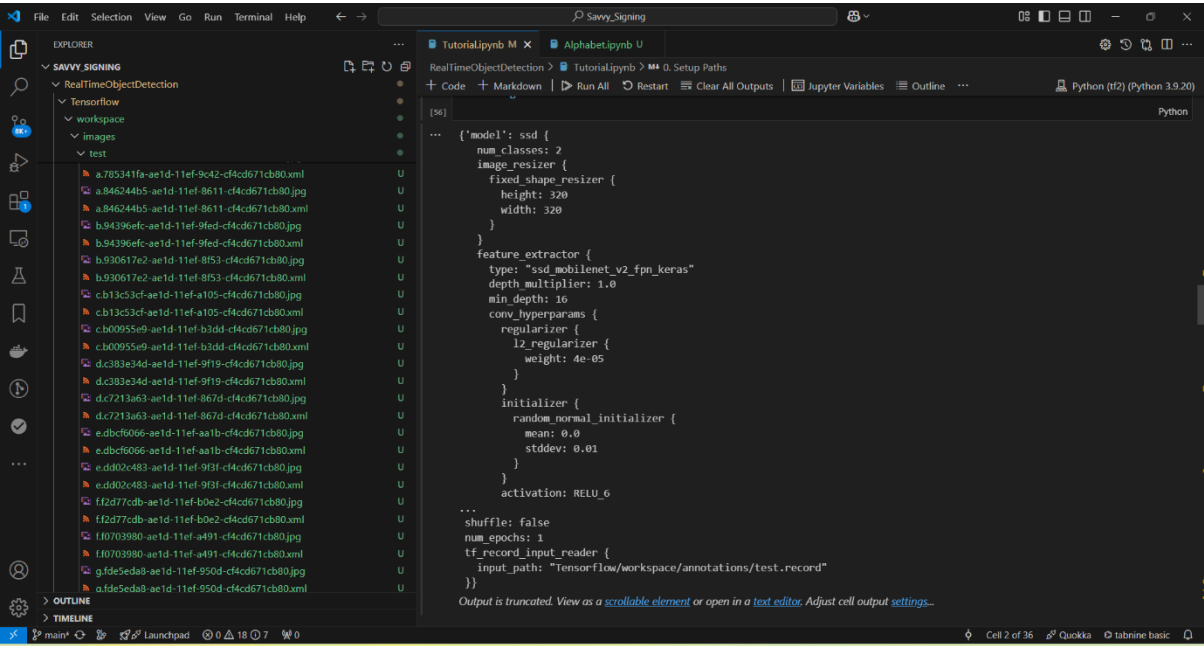 File Edit Selection View Go Run Terminal Help
Savvy_Signing
EXPLORER
SAVVY_SIGNING
RealTimeObjectDetection
Tensorflow
workspace
images
test
a.785341fa-ae1d-11ef-9c42-cf4cd671cb80.xml U
a.846244b5-ae1d-11ef-8611-cf4cd671cb80.jpg U
a.846244b5-ae1d-11ef-8611-cf4cd671cb80.xml U
b.94396efc-ae1d-11ef-9fed-cf4cd671cb80.jpg U
b.94396efc-ae1d-11ef-9fed-cf4cd671cb80.xml U
b.930617e2-ae1d-11ef-8f53-cf4cd671cb80.jpg U
b.930617e2-ae1d-11ef-8f53-cf4cd671cb80.xml U
c.b13c53cf-ae1d-11ef-a105-cf4cd671cb80.jpg U
c.b13c53cf-ae1d-11ef-a105-cf4cd671cb80.xml U
c.b00955e9-ae1d-11ef-b3dd-cf4cd671cb80.jpg U
c.b00955e9-ae1d-11ef-b3dd-cf4cd671cb80.xml U
d.c383e34d-ae1d-11ef-9f19-cf4cd671cb80.jpg U
d.c383e34d-ae1d-11ef-9f19-cf4cd671cb80.xml U
d.c7213a63-ae1d-11ef-867d-cf4cd671cb80.jpg U
d.c7213a63-ae1d-11ef-867d-cf4cd671cb80.xml U
e.dbcf6066-ae1d-11ef-aa1b-cf4cd671cb80.jpg U
e.dbcf6066-ae1d-11ef-aa1b-cf4cd671cb80.xml U
e.dd02c483-ae1d-11ef-9f3f-cf4cd671cb80.jpg U
e.dd02c483-ae1d-11ef-9f3f-cf4cd671cb80.xml U
f.f2d77cdb-ae1d-11ef-b0e2-cf4cd671cb80.jpg U
f.f2d77cdb-ae1d-11ef-b0e2-cf4cd671cb80.xml U
f.f0703980-ae1d-11ef-a491-cf4cd671cb80.jpg U
f.f0703980-ae1d-11ef-a491-cf4cd671cb80.xml U
g.fde5eda8-ae1d-11ef-950d-cf4cd671cb80.jpg U
g.fde5eda8-ae1d-11ef-950d-cf4cd671cb80.xml U
OUTLINE
TIMELINE
8K+
1
Tutorial.ipynb M Alphabet.ipynb U
RealTimeObjectDetection > Tutorial.ipynb > M↓ 0. Setup Paths
+ Code + Markdown Run All Restart Clear All Outputs Jupyter Variables Outline ... Python (tf2) (Python 3.9.20)
[56] Python
... {'model': ssd {
num_classes: 2
image_resizer {
fixed_shape_resizer {
height: 320
width: 320
}
}
feature_extractor {
type: "ssd_mobilenet_v2_fpn_keras"
depth_multiplier: 1.0
min_depth: 16
conv_hyperparams {
regularizer {
l2_regularizer {
weight: 4e-05
}
}
initializer {
random_normal_initializer {
mean: 0.0
stddev: 0.01
}
}
activation: RELU_6
...
shuffle: false
num_epochs: 1
tf_record_input_reader {
input_path: "Tensorflow/workspace/annotations/test.record"
}}
Output is truncated. View as a scrollable element or open in a text editor. Adjust cell output settings...
main* Launchpad 0 18 7 0 Cell 2 of 36 Quokka tabnine basic